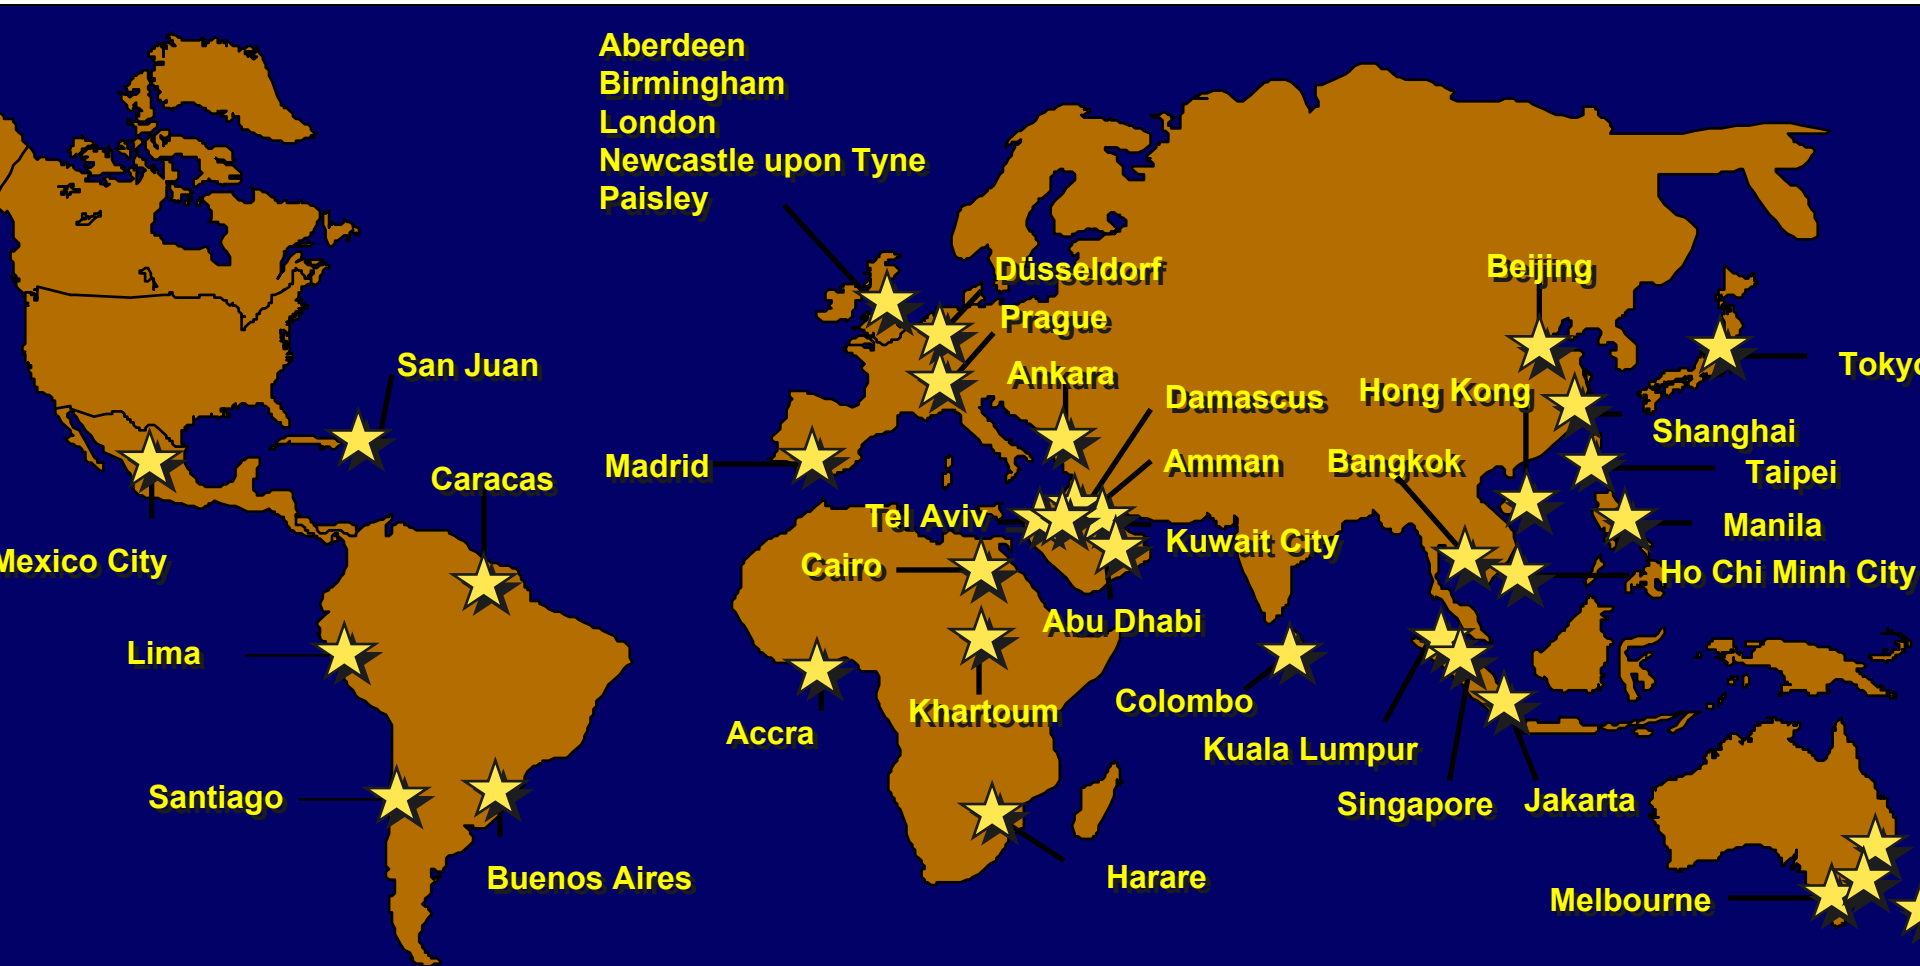 Aberdeen
Birmingham
London
Newcastle upon Tyne
Paisley
Düsseldorf
Beijing
Prague
San Juan
Ankara
Tokyo
Damascus
Hong Kong
Shanghai
Madrid
Amman
Bangkok
Taipei
Caracas
Tel Aviv
Manila
Kuwait City
Mexico City
Cairo
Ho Chi Minh City
Abu Dhabi
Lima
Colombo
Khartoum
Accra
Kuala Lumpur
Santiago
Singapore
Jakarta
Buenos Aires
Harare
Melbourne